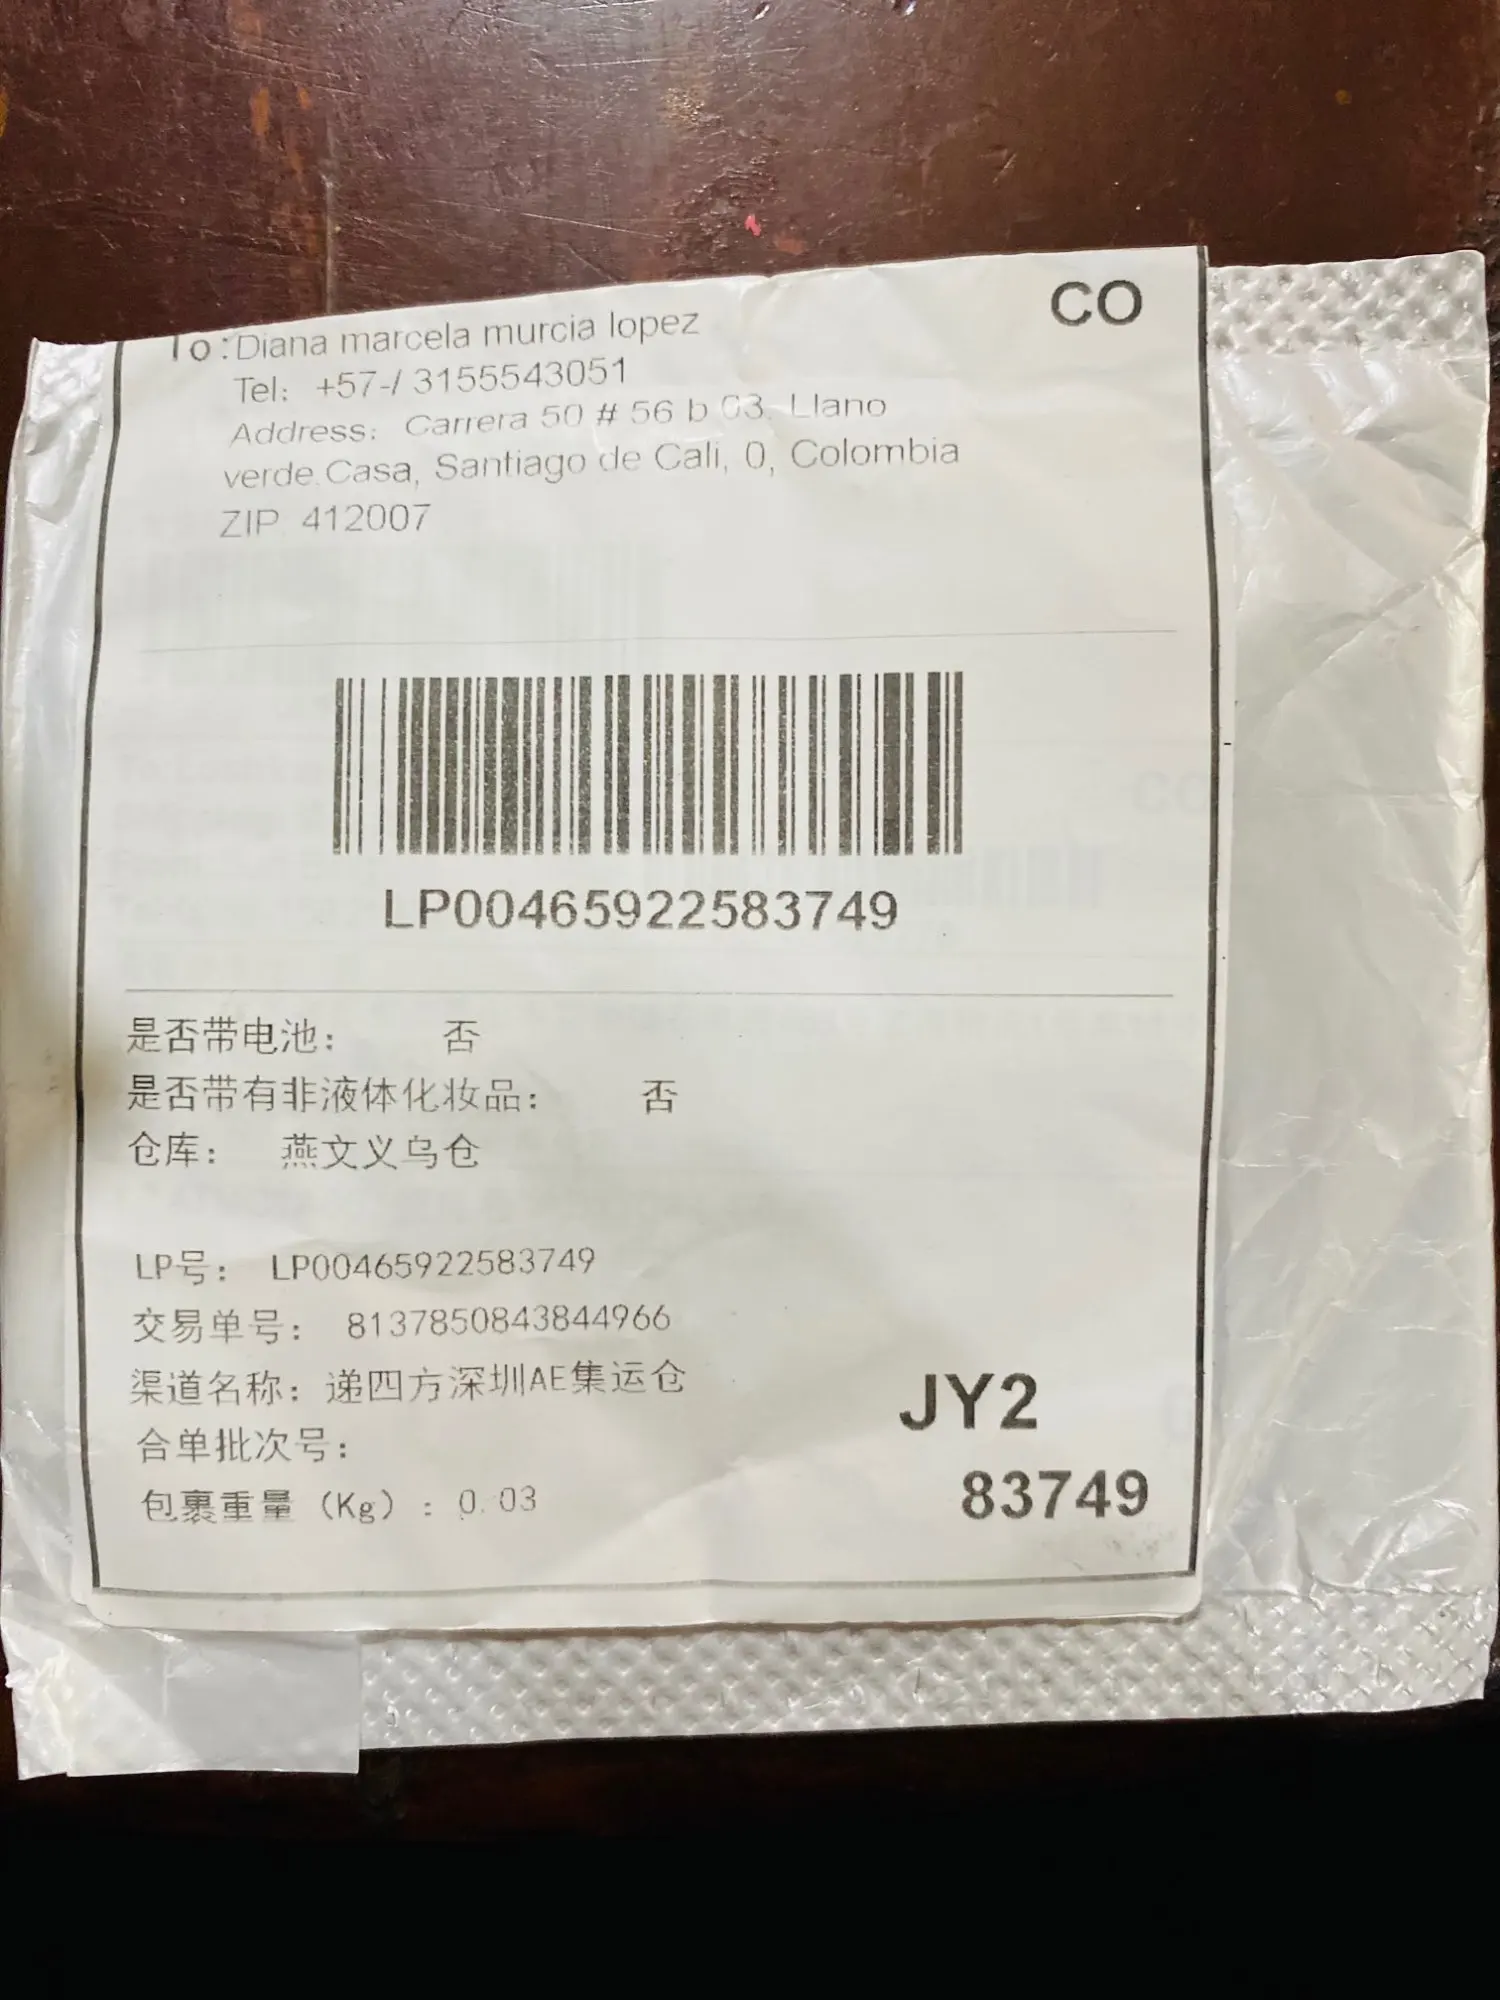 CO
To:Diana marcela murcia lopez
Tel: +57-/ 3155543051
Address: Carrera 50 # 56 b 03. Llano
verde.Casa, Santiago de Cali, 0, Colombia
ZIP 412007
LP00465922583749
是否带电池: 否
是否带有非液体化妆品: 否
仓库: 燕文义乌仓
LP号: LP00465922583749
交易单号: 8137850843844966
渠道名称: 递四方深圳AE集运仓
合单批次号:
包裹重量 (Kg) : 0.03
JY2
83749